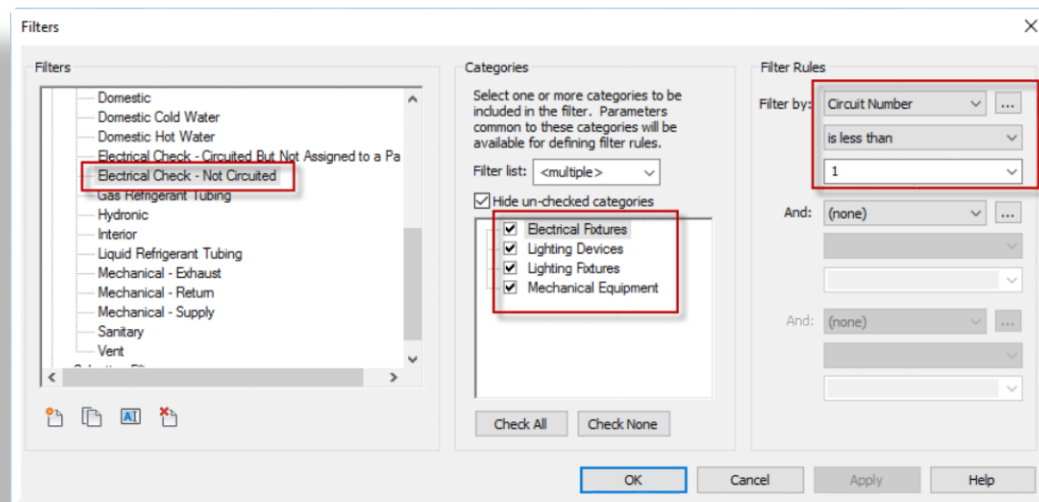 Filters
Filters
Domestic
Domestic Cold Water
Domestic Hot Water
Electrical Check - Circuited But Not Assigned to a Pa
Electrical Check - Not Circuited
Gas Refrigerant Tubing
Hydronic
Interior
Liquid Refrigerant Tubing
Mechanical - Exhaust
Mechanical - Return
Mechanical - Supply
Sanitary
Vent
Categories
Select one or more categories to be
included in the filter. Parameters
common to these categories will be
available for defining filter rules.
Filter list: <multiple>
Hide un-checked categories
Electrical Fixtures
Lighting Devices
Lighting Fixtures
Mechanical Equipment
Check All Check None
Filter Rules
Filter by: Circuit Number ...
is less than
1
And: (none) ...
And: (none) ...
OK Cancel Apply Help